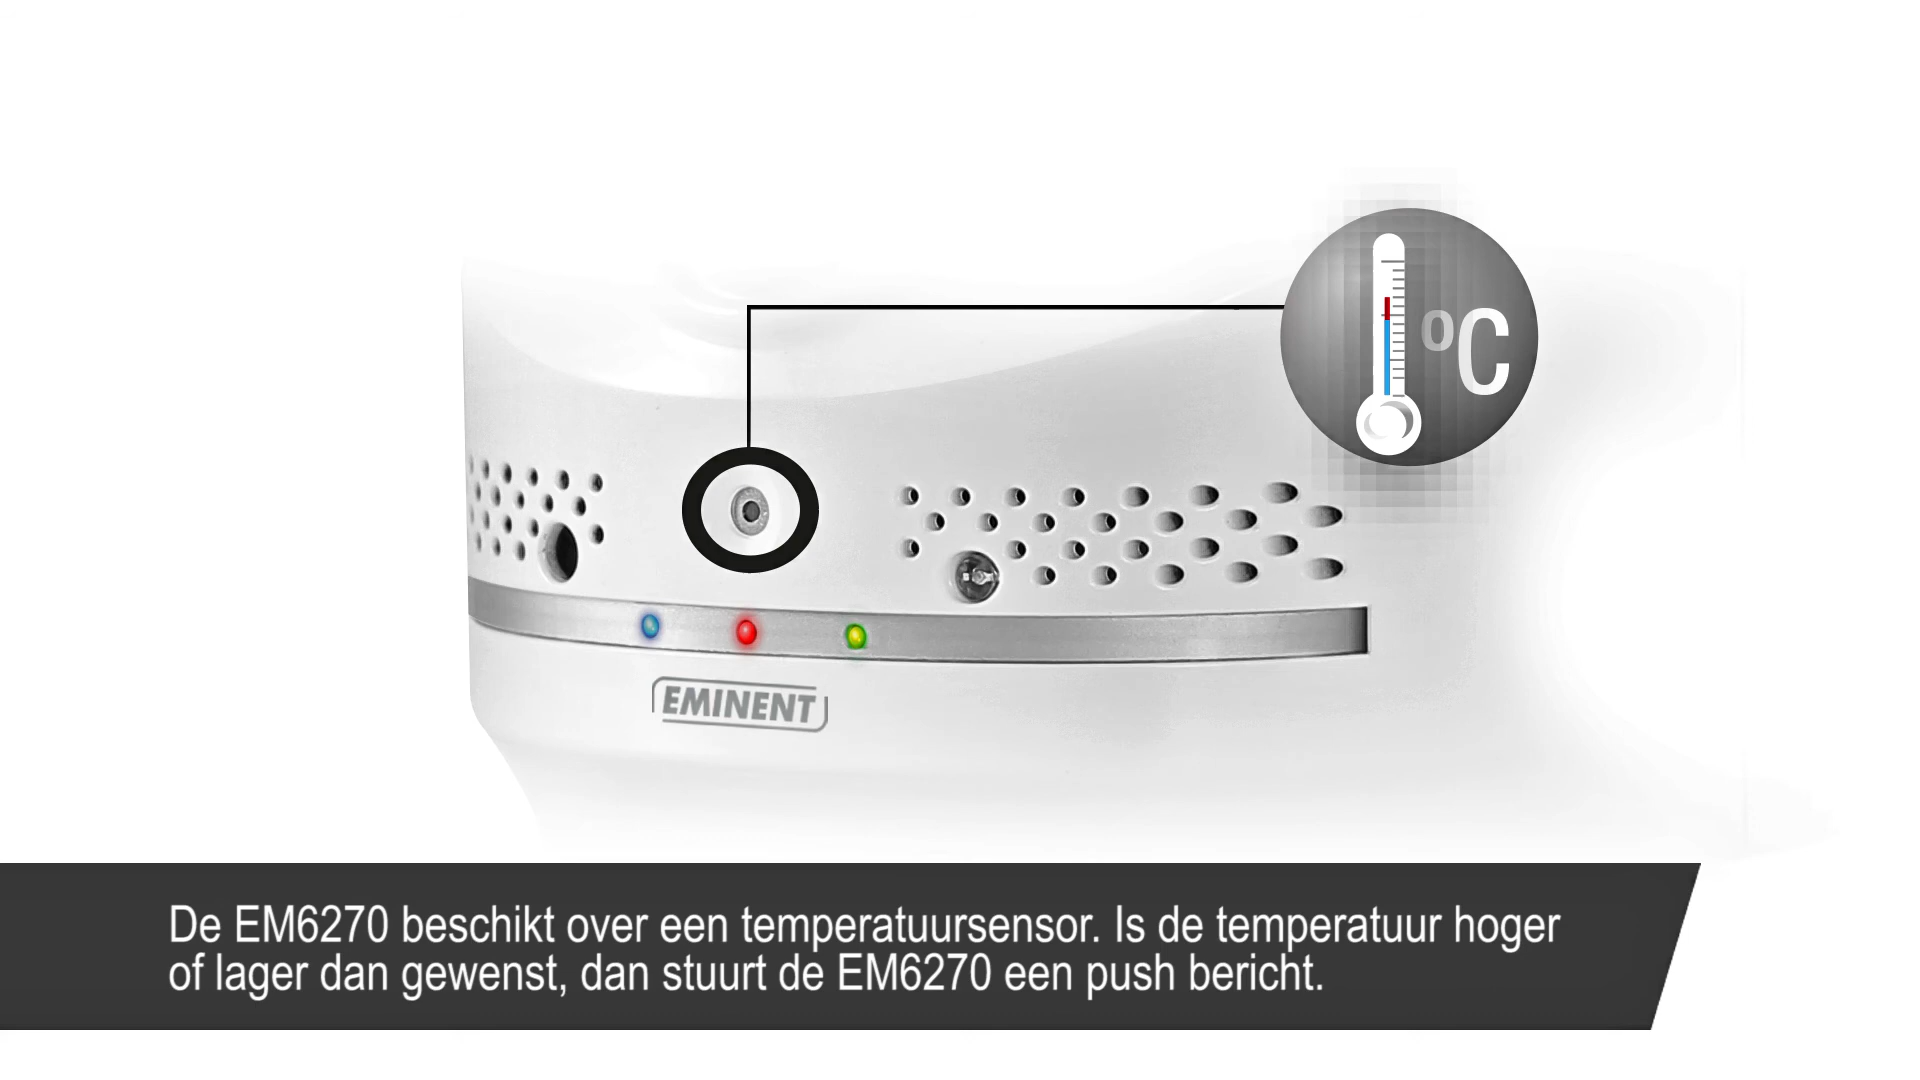 °C
EMINENT
De EM6270 beschikt over een temperatuursensor. Is de temperatuur hoger
of lager dan gewenst, dan stuurt de EM6270 een push bericht.